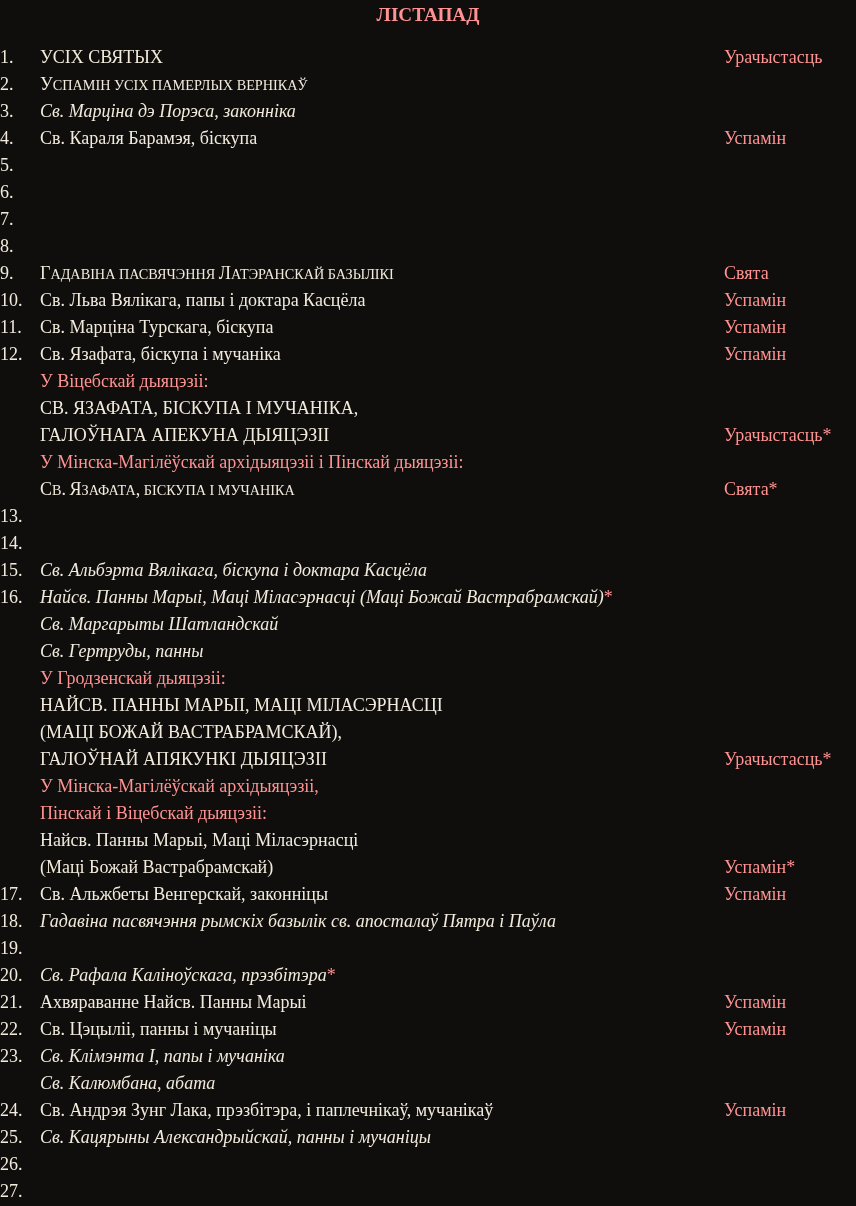 ЛІСТАПАД
1. УСІХ СВЯТЫХ Урачыстасць
2. Успамін усіх памерлых вернікаў
3. Св. Марціна дэ Порэса, законніка
4. Св. Караля Барамэя, біскупа Успамін
5.
6.
7.
8.
9. Гадавіна пасвячэння Латэранскай базылікі Свята
10. Св. Льва Вялікага, папы і доктара Касцёла Успамін
11. Св. Марціна Турскага, біскупа Успамін
12. Св. Язафата, біскупа і мучаніка Успамін
У Віцебскай дыяцэзіі:
СВ. ЯЗАФАТА, БІСКУПА І МУЧАНІКА,
ГАЛОЎНАГА АПЕКУНА ДЫЯЦЭЗІІ Урачыстасць*
У Мінска-Магілёўскай архідыяцэзіі і Пінскай дыяцэзіі:
Св. Язафата, біскупа і мучаніка Свята*
13.
14.
15. Св. Альбэрта Вялікага, біскупа і доктара Касцёла
16. Найсв. Панны Марыі, Маці Міласэрнасці (Маці Божай Вастрабрамскай)*
Св. Маргарыты Шатландскай
Св. Гертруды, панны
У Гродзенскай дыяцэзіі:
НАЙСВ. ПАННЫ МАРЫІ, МАЦІ МІЛАСЭРНАСЦІ
(МАЦІ БОЖАЙ ВАСТРАБРАМСКАЙ),
ГАЛОЎНАЙ АПЯКУНКІ ДЫЯЦЭЗІІ Урачыстасць*
У Мінска-Магілёўскай архідыяцэзіі,
Пінскай і Віцебскай дыяцэзіі:
Найсв. Панны Марыі, Маці Міласэрнасці
(Маці Божай Вастрабрамскай) Успамін*
17. Св. Альжбеты Венгерскай, законніцы Успамін
18. Гадавіна пасвячэння рымскіх базылік св. апосталаў Пятра і Паўла
19.
20. Св. Рафала Каліноўскага, прэзбітэра*
21. Ахвяраванне Найсв. Панны Марыі Успамін
22. Св. Цэцыліі, панны і мучаніцы Успамін
23. Св. Клімэнта I, папы і мучаніка
Св. Калюмбана, абата
24. Св. Андрэя Зунг Лака, прэзбітэра, і паплечнікаў, мучанікаў Успамін
25. Св. Кацярыны Александрыйскай, панны і мучаніцы
26.
27.